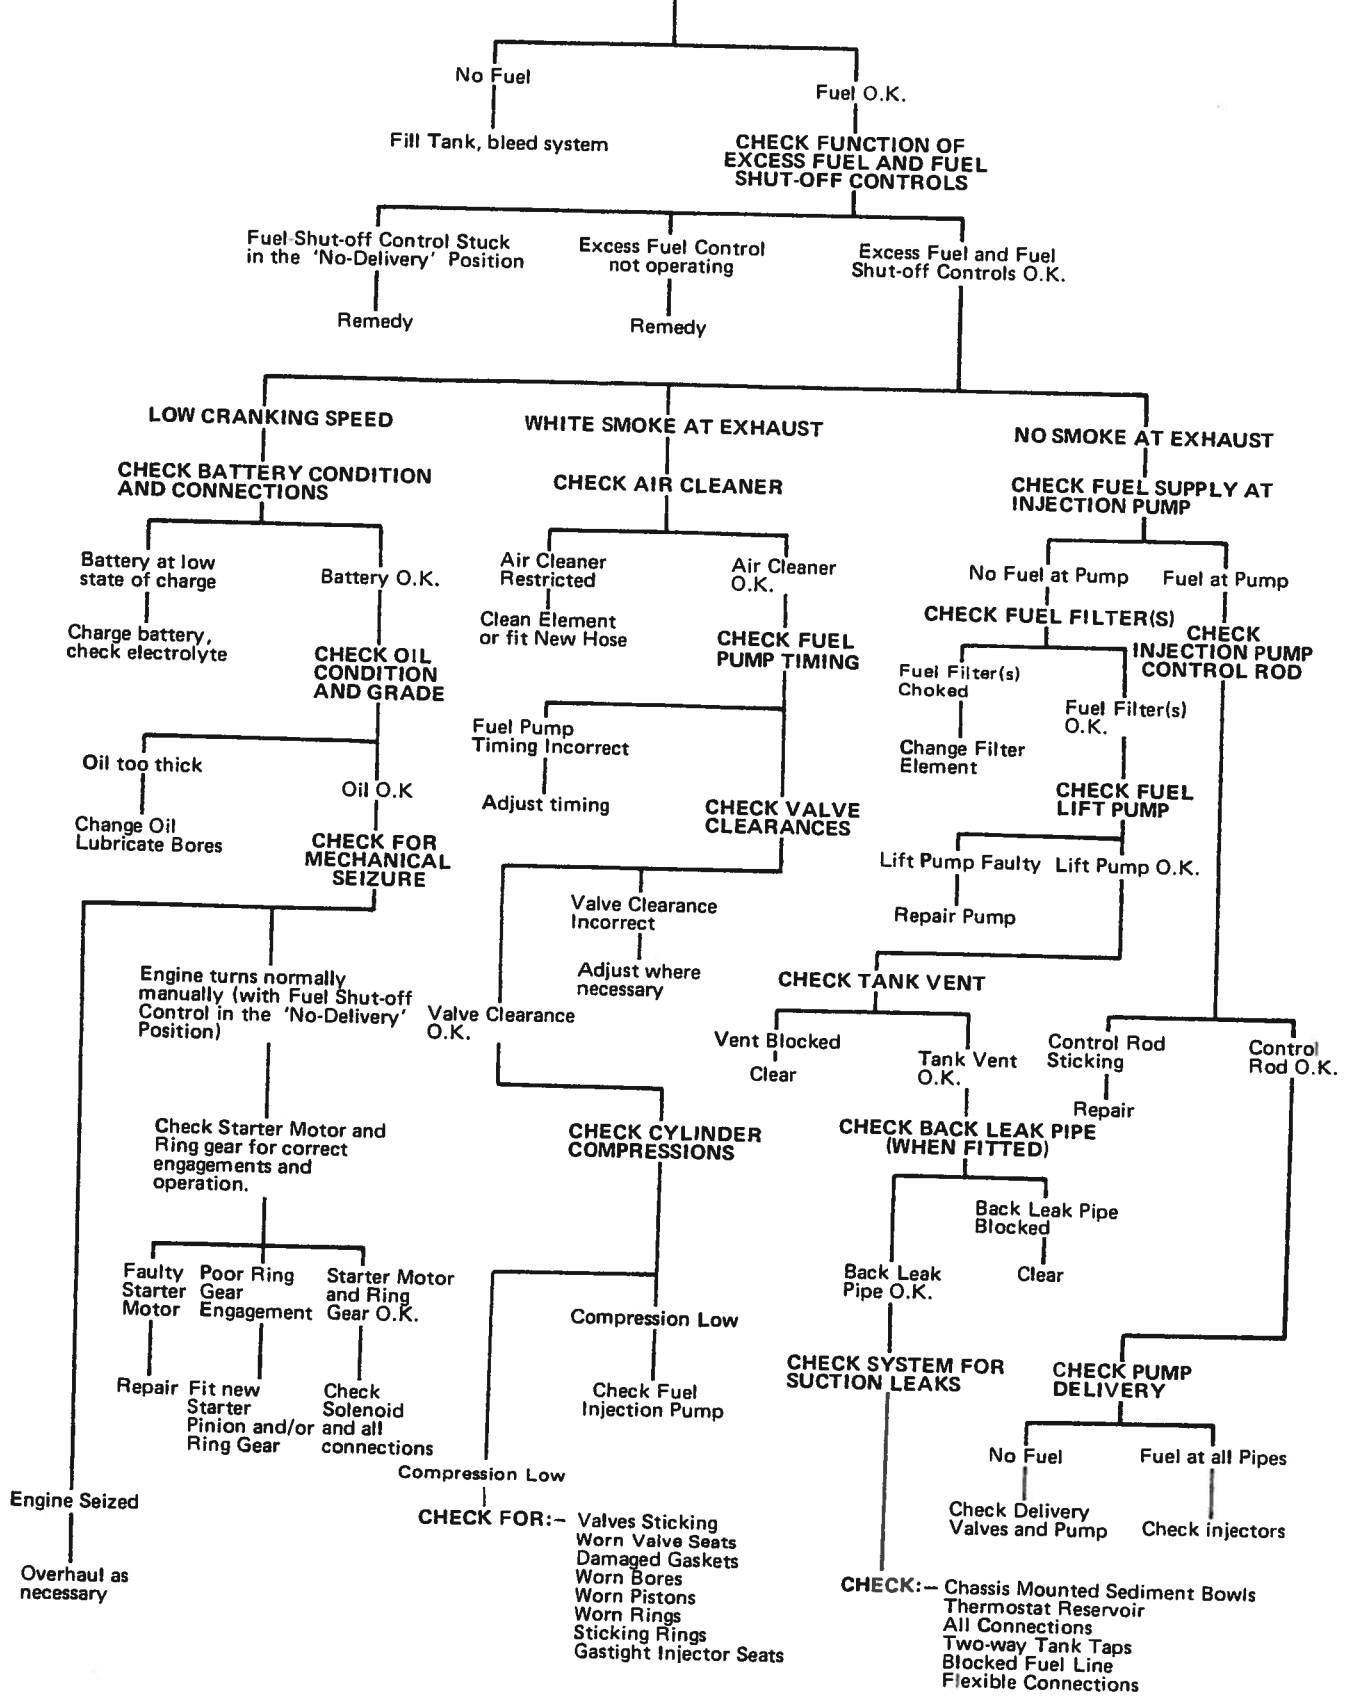 No Fuel
Fuel O.K.
Fill Tank, bleed system
CHECK FUNCTION OF
EXCESS FUEL AND FUEL
SHUT-OFF CONTROLS
Fuel Shut-off Control Stuck
in the 'No-Delivery' Position
Remedy
Excess Fuel Control
not operating
Remedy
Excess Fuel and Fuel
Shut-off Controls O.K.
LOW CRANKING SPEED
CHECK BATTERY CONDITION
AND CONNECTIONS
Battery at low
state of charge
Charge battery,
check electrolyte
Battery O.K.
CHECK OIL
CONDITION
AND GRADE
Oil too thick
Change Oil
Lubricate Bores
Oil O.K
CHECK FOR
MECHANICAL
SEIZURE
Engine turns normally
manually (with Fuel Shut-off
Control in the 'No-Delivery'
Position)
Check Starter Motor and
Ring gear for correct
engagements and
operation.
Faulty
Starter
Motor
Repair
Poor Ring
Gear
Engagement
Fit new
Starter
Pinion and/or
Ring Gear
Starter Motor
and Ring
Gear O.K.
Check
Solenoid
and all
connections
Engine Seized
Overhaul as
necessary
WHITE SMOKE AT EXHAUST
CHECK AIR CLEANER
Air Cleaner
Restricted
Clean Element
or fit New Hose
Air Cleaner
O.K.
CHECK FUEL
PUMP TIMING
Fuel Pump
Timing Incorrect
Adjust timing
CHECK VALVE
CLEARANCES
Valve Clearance
Incorrect
Adjust where
necessary
Valve Clearance
O.K.
CHECK CYLINDER
COMPRESSIONS
Compression Low
Check Fuel
Injection Pump
Compression Low
CHECK FOR:–
Valves Sticking
Worn Valve Seats
Damaged Gaskets
Worn Bores
Worn Pistons
Worn Rings
Sticking Rings
Gastight Injector Seats
NO SMOKE AT EXHAUST
CHECK FUEL SUPPLY AT
INJECTION PUMP
No Fuel at Pump
CHECK FUEL FILTER(S)
Fuel Filter(s)
Choked
Change Filter
Element
Fuel Filter(s)
O.K.
CHECK FUEL
LIFT PUMP
Lift Pump Faulty
Repair Pump
Lift Pump O.K.
CHECK TANK VENT
Vent Blocked
Clear
Tank Vent
O.K.
CHECK BACK LEAK PIPE
(WHEN FITTED)
Back Leak Pipe
Blocked
Clear
Back Leak
Pipe O.K.
CHECK SYSTEM FOR
SUCTION LEAKS
CHECK:–
Chassis Mounted Sediment Bowls
Thermostat Reservoir
All Connections
Two-way Tank Taps
Blocked Fuel Line
Flexible Connections
Fuel at Pump
CHECK
INJECTION PUMP
CONTROL ROD
Control Rod
Sticking
Repair
Control
Rod O.K.
CHECK PUMP
DELIVERY
No Fuel
Check Delivery
Valves and Pump
Fuel at all Pipes
Check injectors